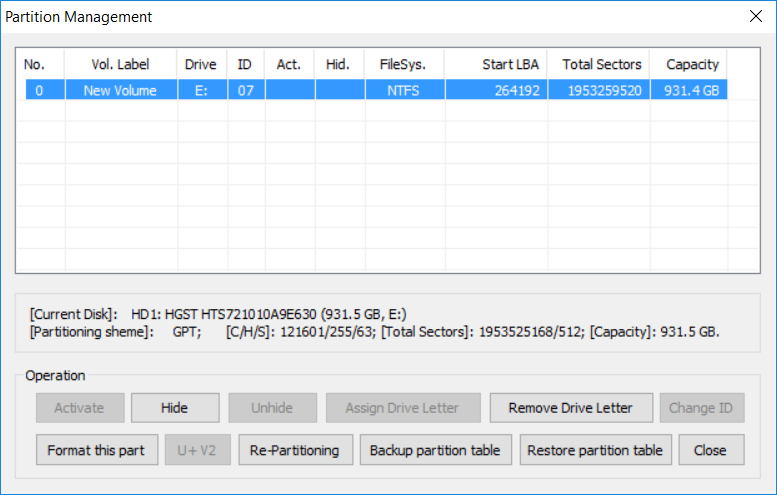 Partition Management
No. Vol. Label Drive ID Act. Hid. FileSys. Start LBA Total Sectors Capacity
0 New Volume E: 07 NTFS 264192 1953259520 931.4 GB
[Current Disk]: HD1: HGST HTS721010A9E630 (931.5 GB, E:)
[Partitioning sheme]: GPT; [C/H/S]: 121601/255/63; [Total Sectors]: 1953525168/512; [Capacity]: 931.5 GB.
Operation
Activate Hide Unhide Assign Drive Letter Remove Drive Letter Change ID
Format this part U+ V2 Re-Partitioning Backup partition table Restore partition table Close